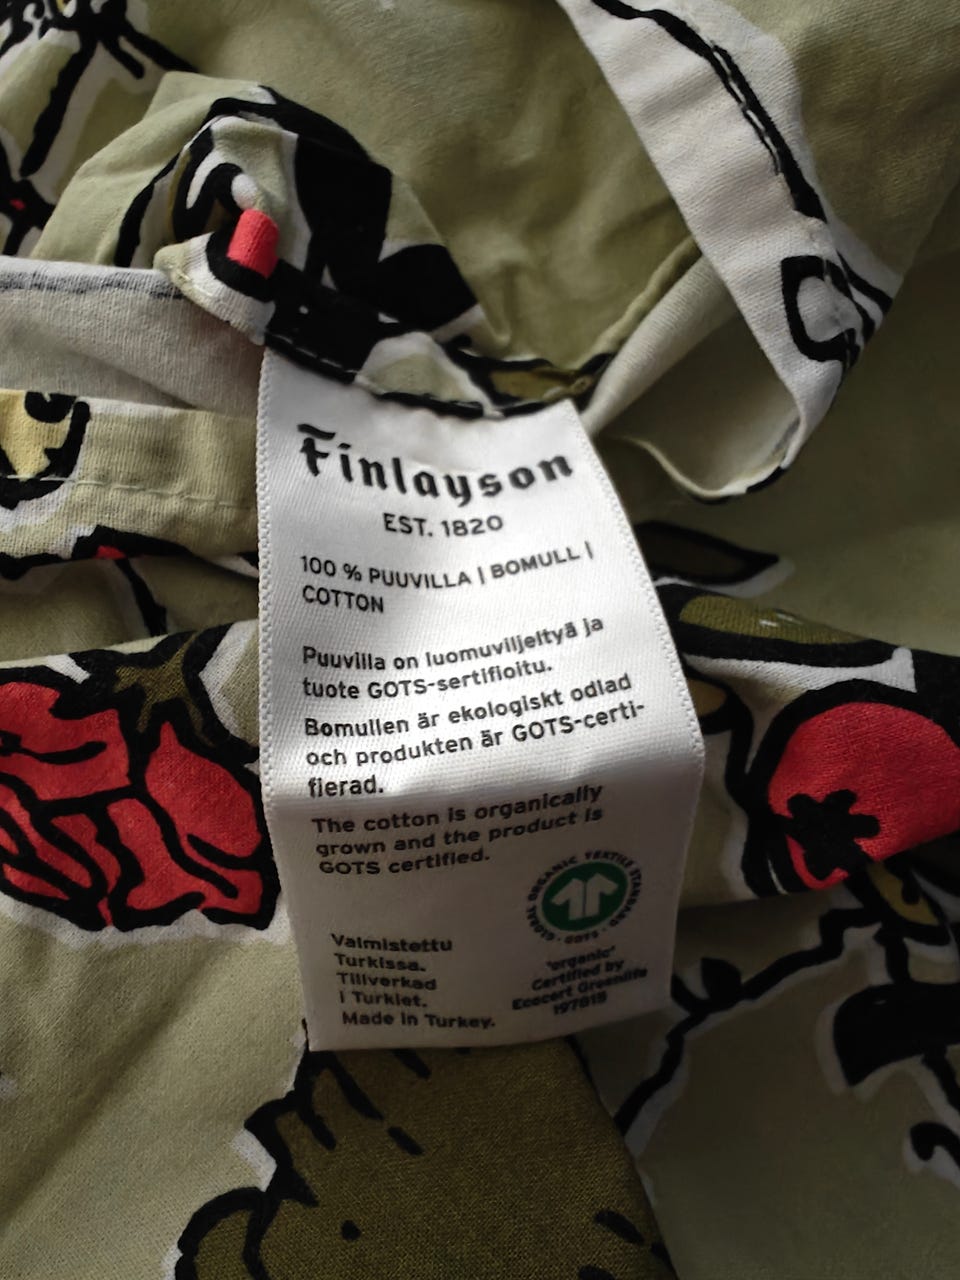 Finlayson
EST. 1820
100 % PUUVILLA | BOMULL |
COTTON
Puuvilla on luomuviljeltyä ja
tuote GOTS-sertifioitu.
Bomullen är ekologiskt odlad
och produkten är GOTS-certi-
fierad.
The cotton is organically
grown and the product is
GOTS certified.
GLOBAL ORGANIC TEXTILE STANDARD
· GOTS ·
Valmistettu
Turkissa.
Tillverkad
i Turkiet.
Made in Turkey.
"organic"
Certified by
Ecocert Greenlife
197815